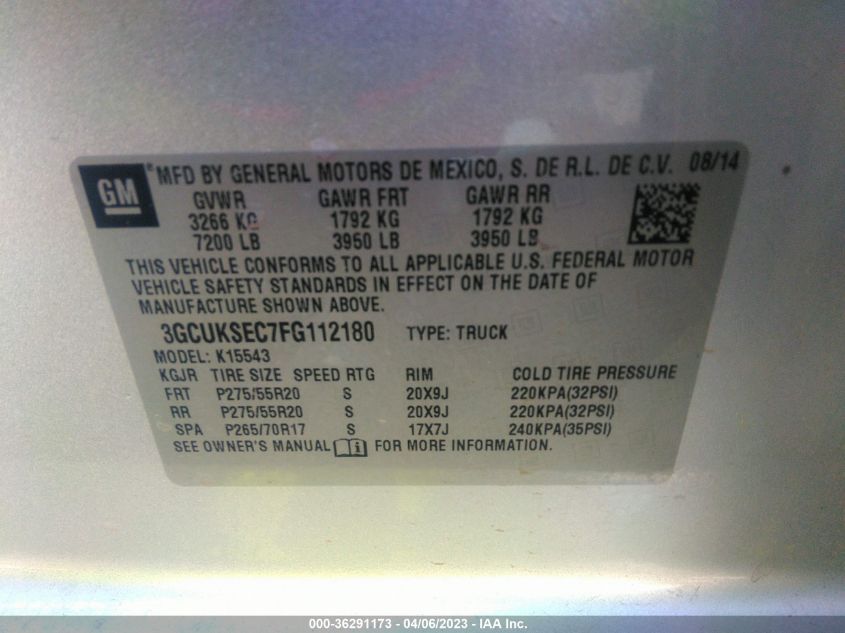 GM ® MFD BY GENERAL MOTORS DE MEXICO, S. DE R.L. DE C.V. 08/14
GVWR GAWR FRT GAWR RR
3266 KG 1792 KG 1792 KG
7200 LB 3950 LB 3950 LB
THIS VEHICLE CONFORMS TO ALL APPLICABLE U.S. FEDERAL MOTOR
VEHICLE SAFETY STANDARDS IN EFFECT ON THE DATE OF
MANUFACTURE SHOWN ABOVE.
3GCUKSEC7FG112180 TYPE: TRUCK
MODEL: K15543
KGJR TIRE SIZE SPEED RTG RIM COLD TIRE PRESSURE
FRT P275/55R20 S 20X9J 220KPA(32PSI)
RR P275/55R20 S 20X9J 220KPA(32PSI)
SPA P265/70R17 S 17X7J 240KPA(35PSI)
SEE OWNER'S MANUAL FOR MORE INFORMATION.
000-36291173 - 04/06/2023 - IAA Inc.